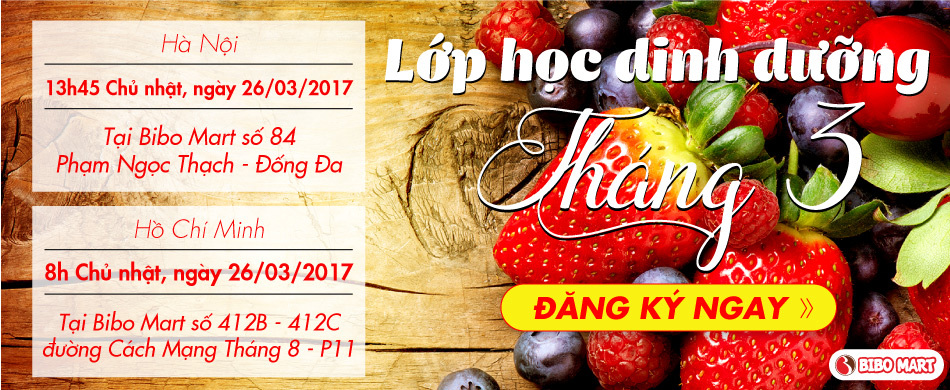 Hà Nội
13h45 Chủ nhật, ngày 26/03/2017
Tại Bibo Mart số 84
Phạm Ngọc Thạch - Đống Đa
Hồ Chí Minh
8h Chủ nhật, ngày 26/03/2017
Tại Bibo Mart số 412B - 412C
đường Cách Mạng Tháng 8 - P11
Lớp học dinh dưỡng
Tháng 3
ĐĂNG KÝ NGAY »
BIBO MART